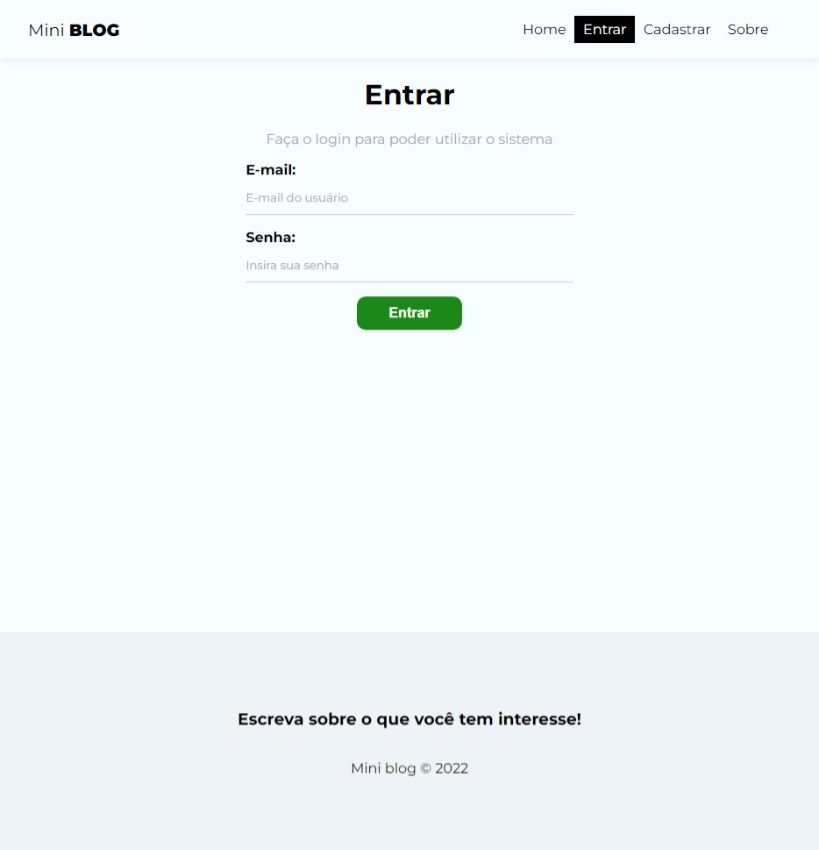 Mini BLOG
Home Entrar Cadastrar Sobre
Entrar
Faça o login para poder utilizar o sistema
E-mail:
E-mail do usuário
Senha:
Insira sua senha
Entrar
Escreva sobre o que você tem interesse!
Mini blog © 2022